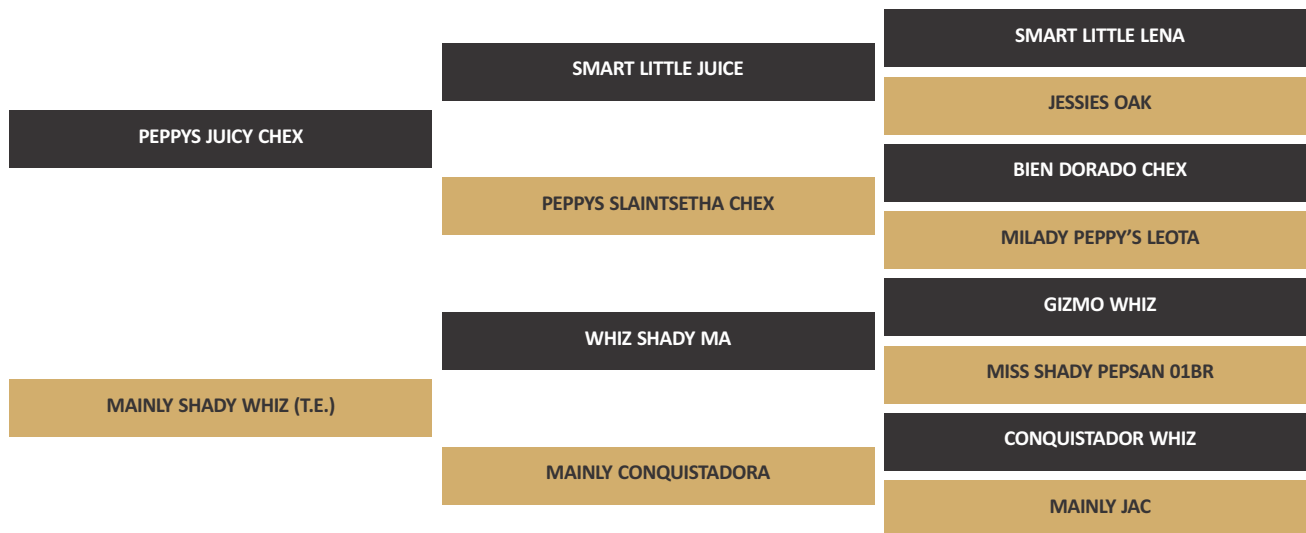 SMART LITTLE LENA
SMART LITTLE JUICE
JESSIES OAK
PEPPYS JUICY CHEX
BIEN DORADO CHEX
PEPPYS SLAINTSETHA CHEX
MILADY PEPPY’S LEOTA
GIZMO WHIZ
WHIZ SHADY MA
MISS SHADY PEPSAN 01BR
MAINLY SHADY WHIZ (T.E.)
CONQUISTADOR WHIZ
MAINLY CONQUISTADORA
MAINLY JAC